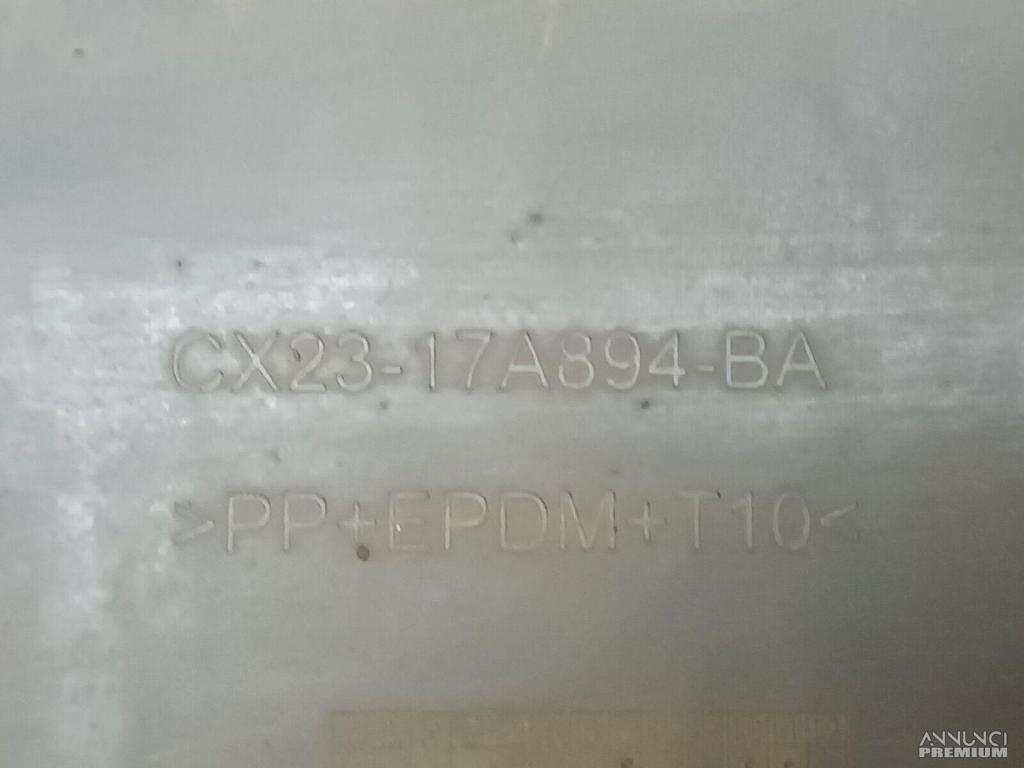 CX23-17A894-BA
>PP+EPDM+T10<
ANNUNCI
PREMIUM